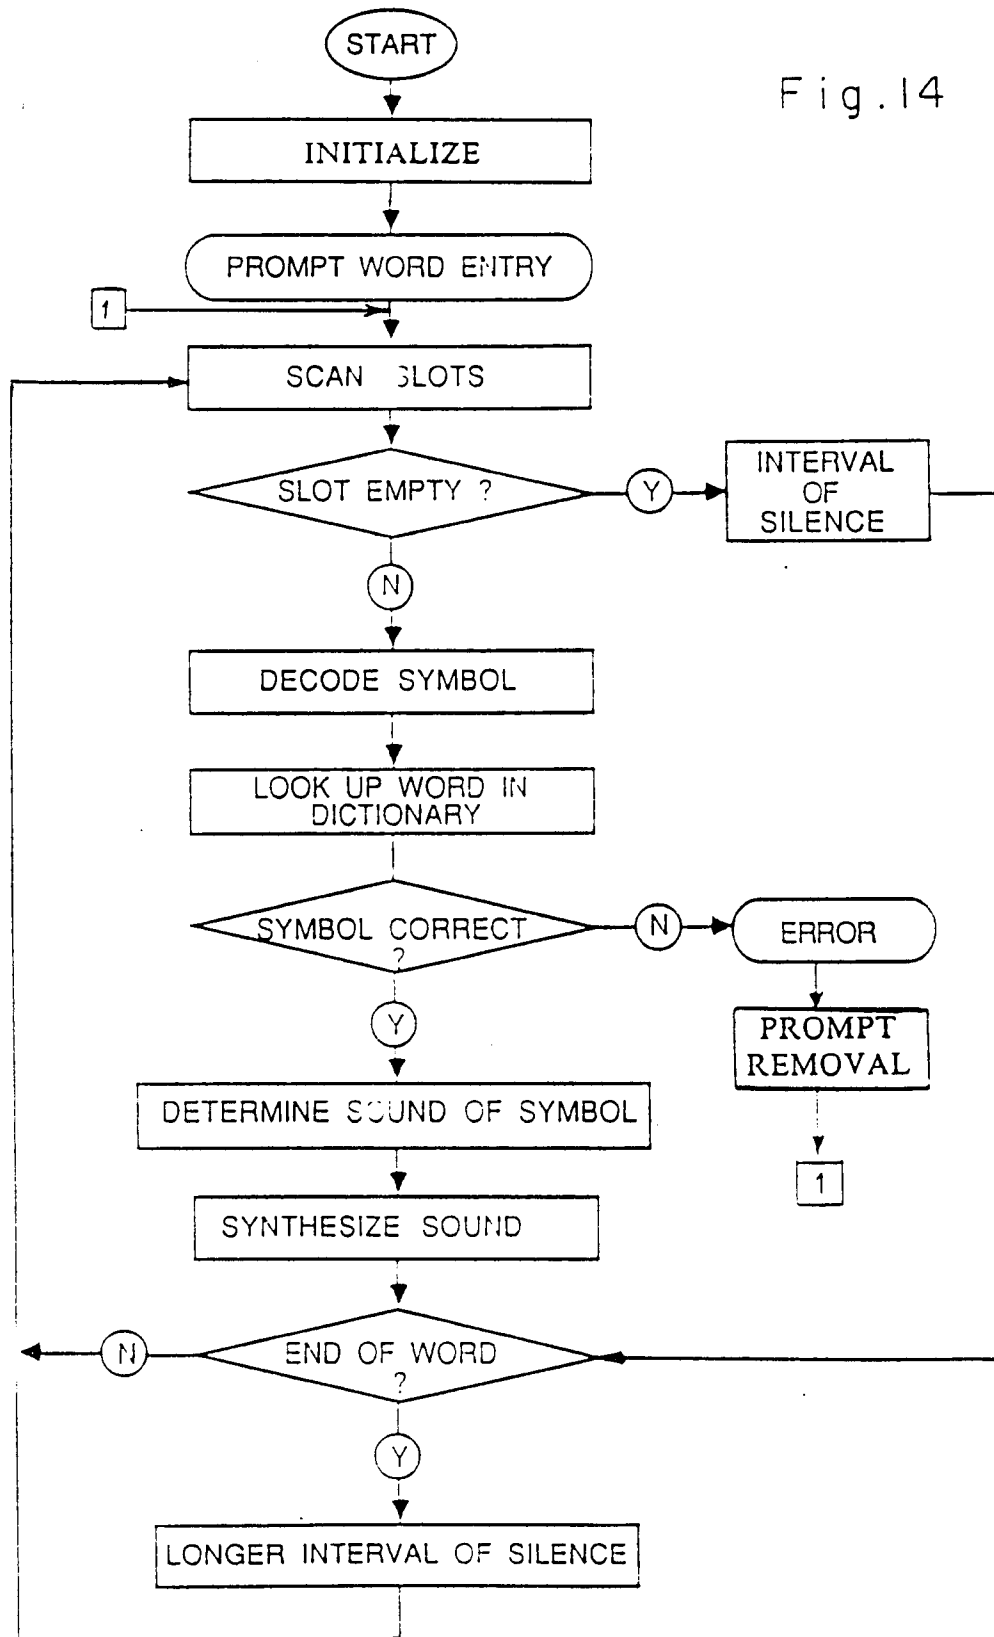 START
Fig.14
INITIALIZE
PROMPT WORD ENTRY
1
SCAN SLOTS
SLOT EMPTY ?
Y
INTERVAL
OF
SILENCE
N
DECODE SYMBOL
LOOK UP WORD IN
DICTIONARY
SYMBOL CORRECT
?
N
ERROR
Y
PROMPT
REMOVAL
DETERMINE SOUND OF SYMBOL
1
SYNTHESIZE SOUND
N
END OF WORD
?
Y
LONGER INTERVAL OF SILENCE